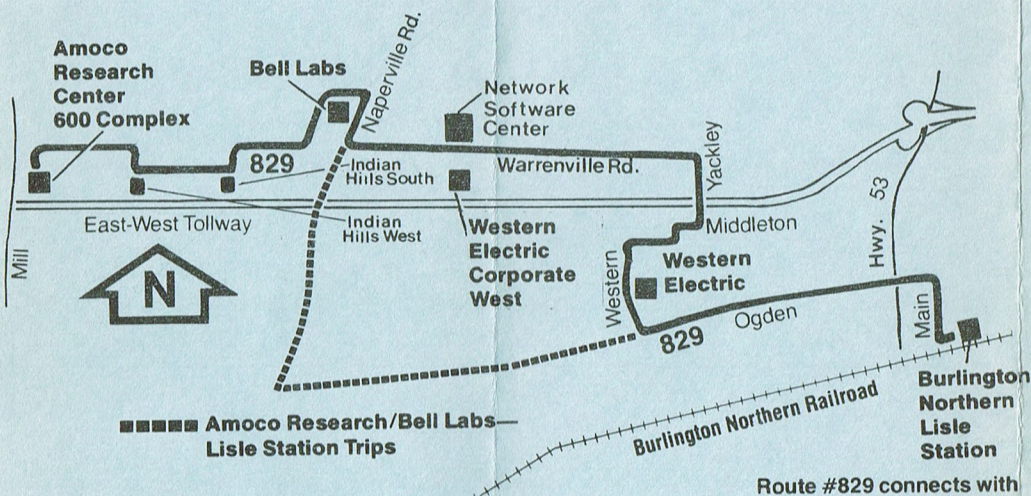 Amoco
Research
Center
600 Complex
Bell Labs
Naperville Rd.
Network
Software
Center
829
Indian
Hills South
Warrenville Rd.
Yackley
Hwy. 53
East-West Tollway
Indian
Hills West
Western
Electric
Corporate
West
Middleton
Mill
N
Western
Western
Electric
Ogden
829
Main
Amoco Research/Bell Labs—
Lisle Station Trips
Burlington Northern Railroad
Burlington
Northern
Lisle
Station
Route #829 connects with